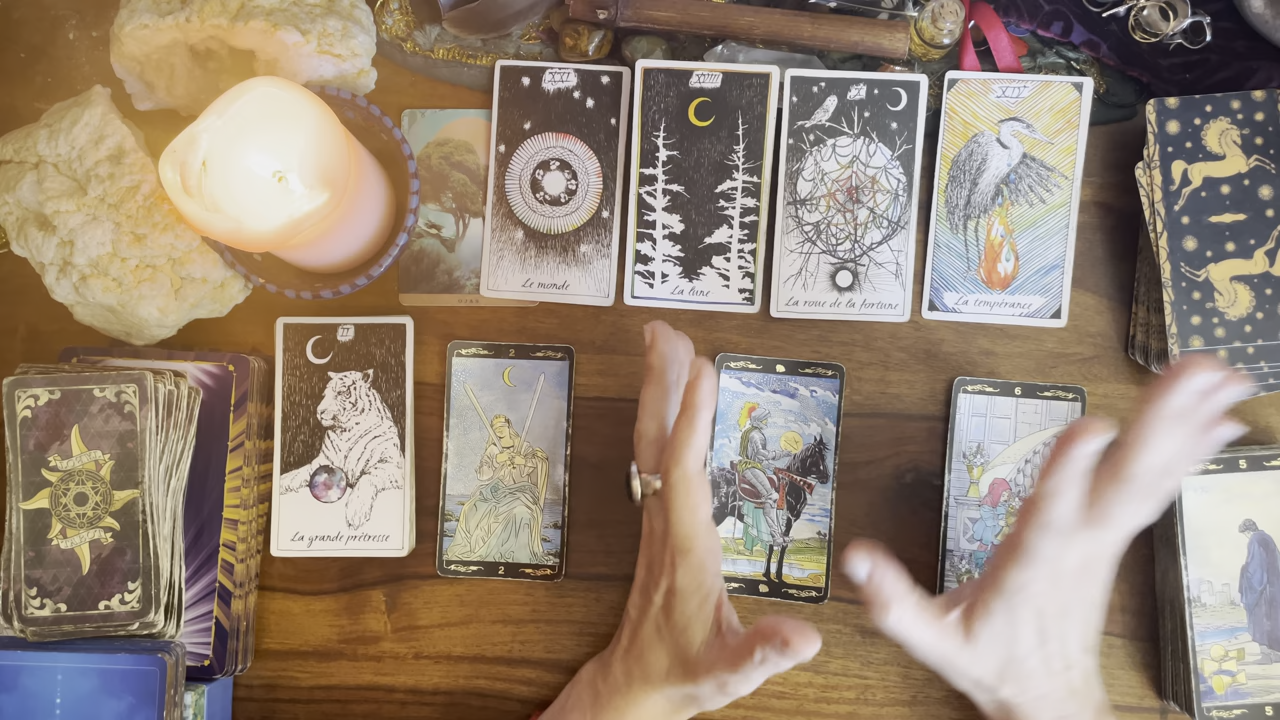 XXI
Le monde
XVIII
La lune
X
La roue de la fortune
XIV
La tempérance
II
La grande prêtresse
2
2
6
5
5